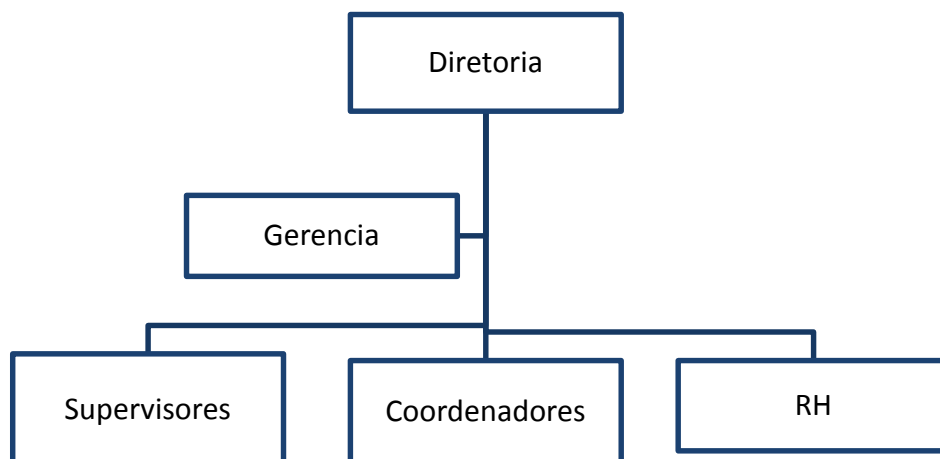 Diretoria
Gerencia
Supervisores
Coordenadores
RH